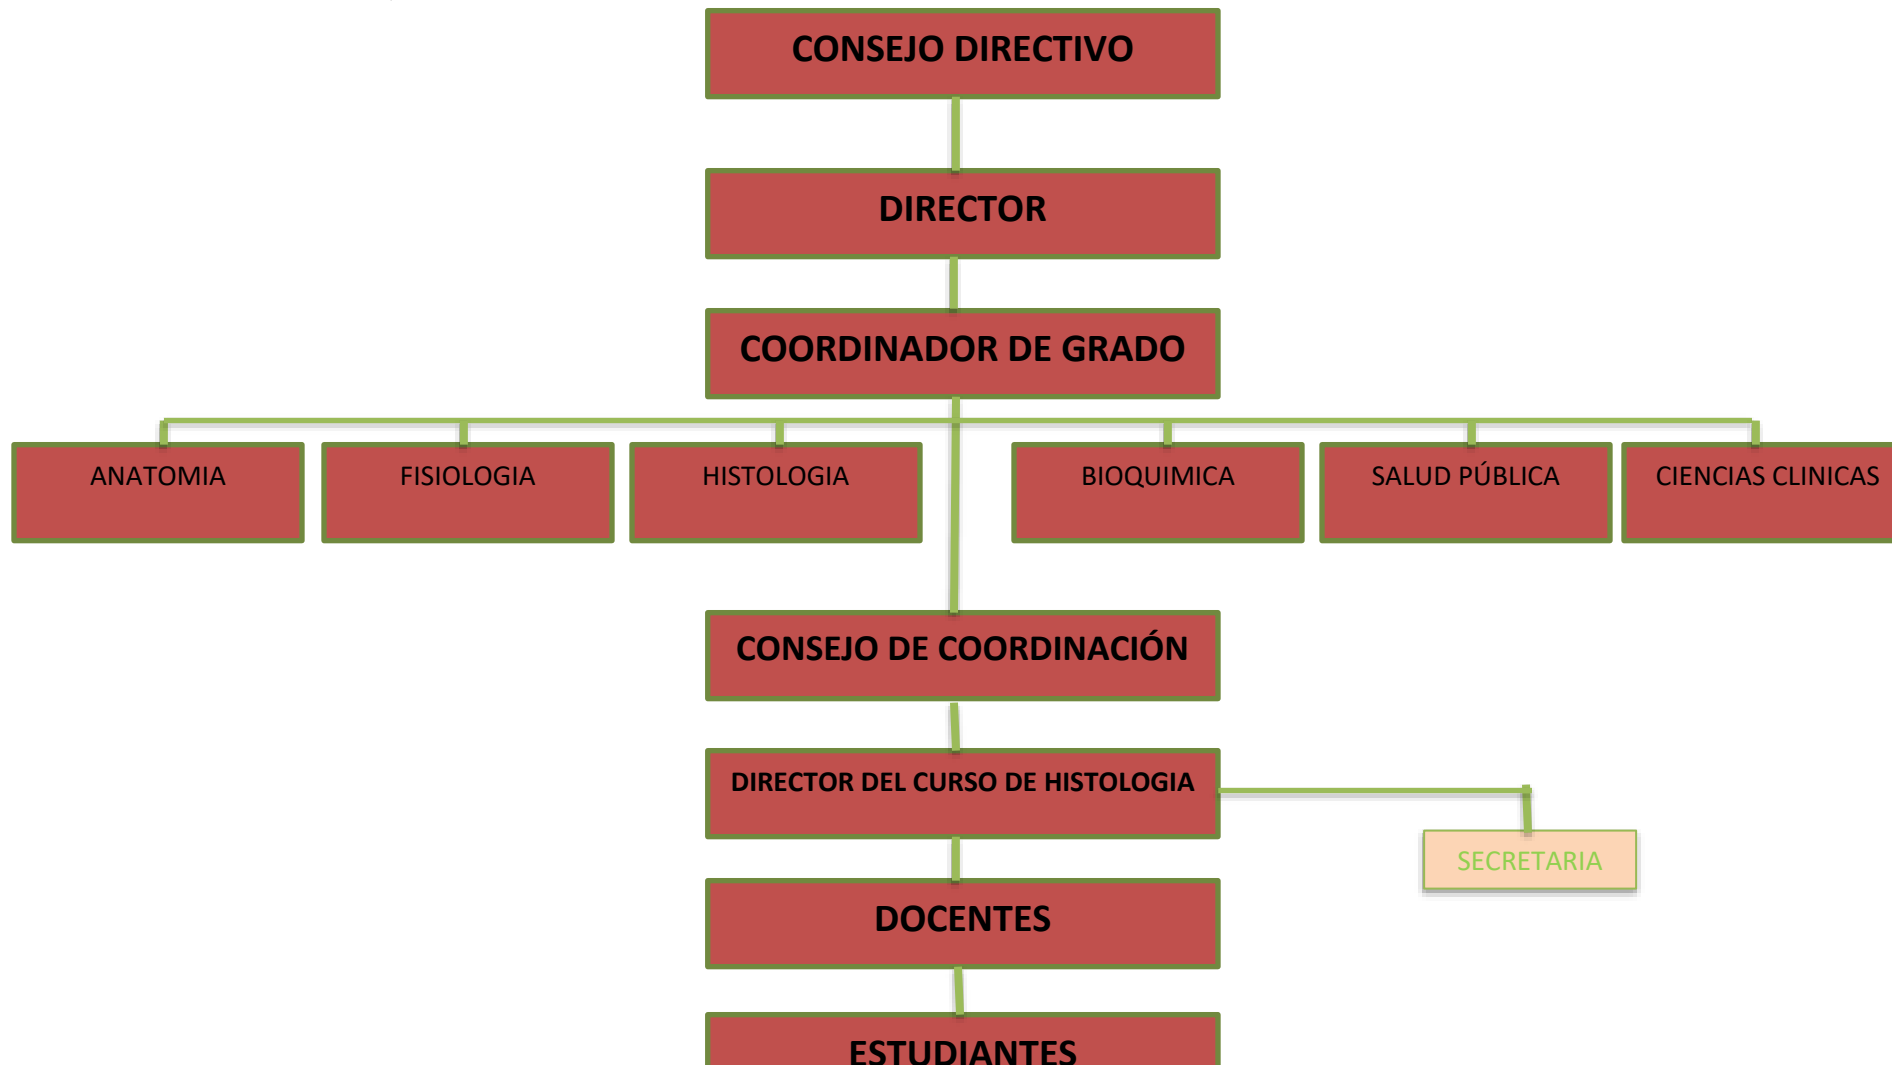 CONSEJO DIRECTIVO
DIRECTOR
COORDINADOR DE GRADO
ANATOMIA
FISIOLOGIA
HISTOLOGIA
BIOQUIMICA
SALUD PÚBLICA
CIENCIAS CLINICAS
CONSEJO DE COORDINACIÓN
DIRECTOR DEL CURSO DE HISTOLOGIA
SECRETARIA
DOCENTES
ESTUDIANTES